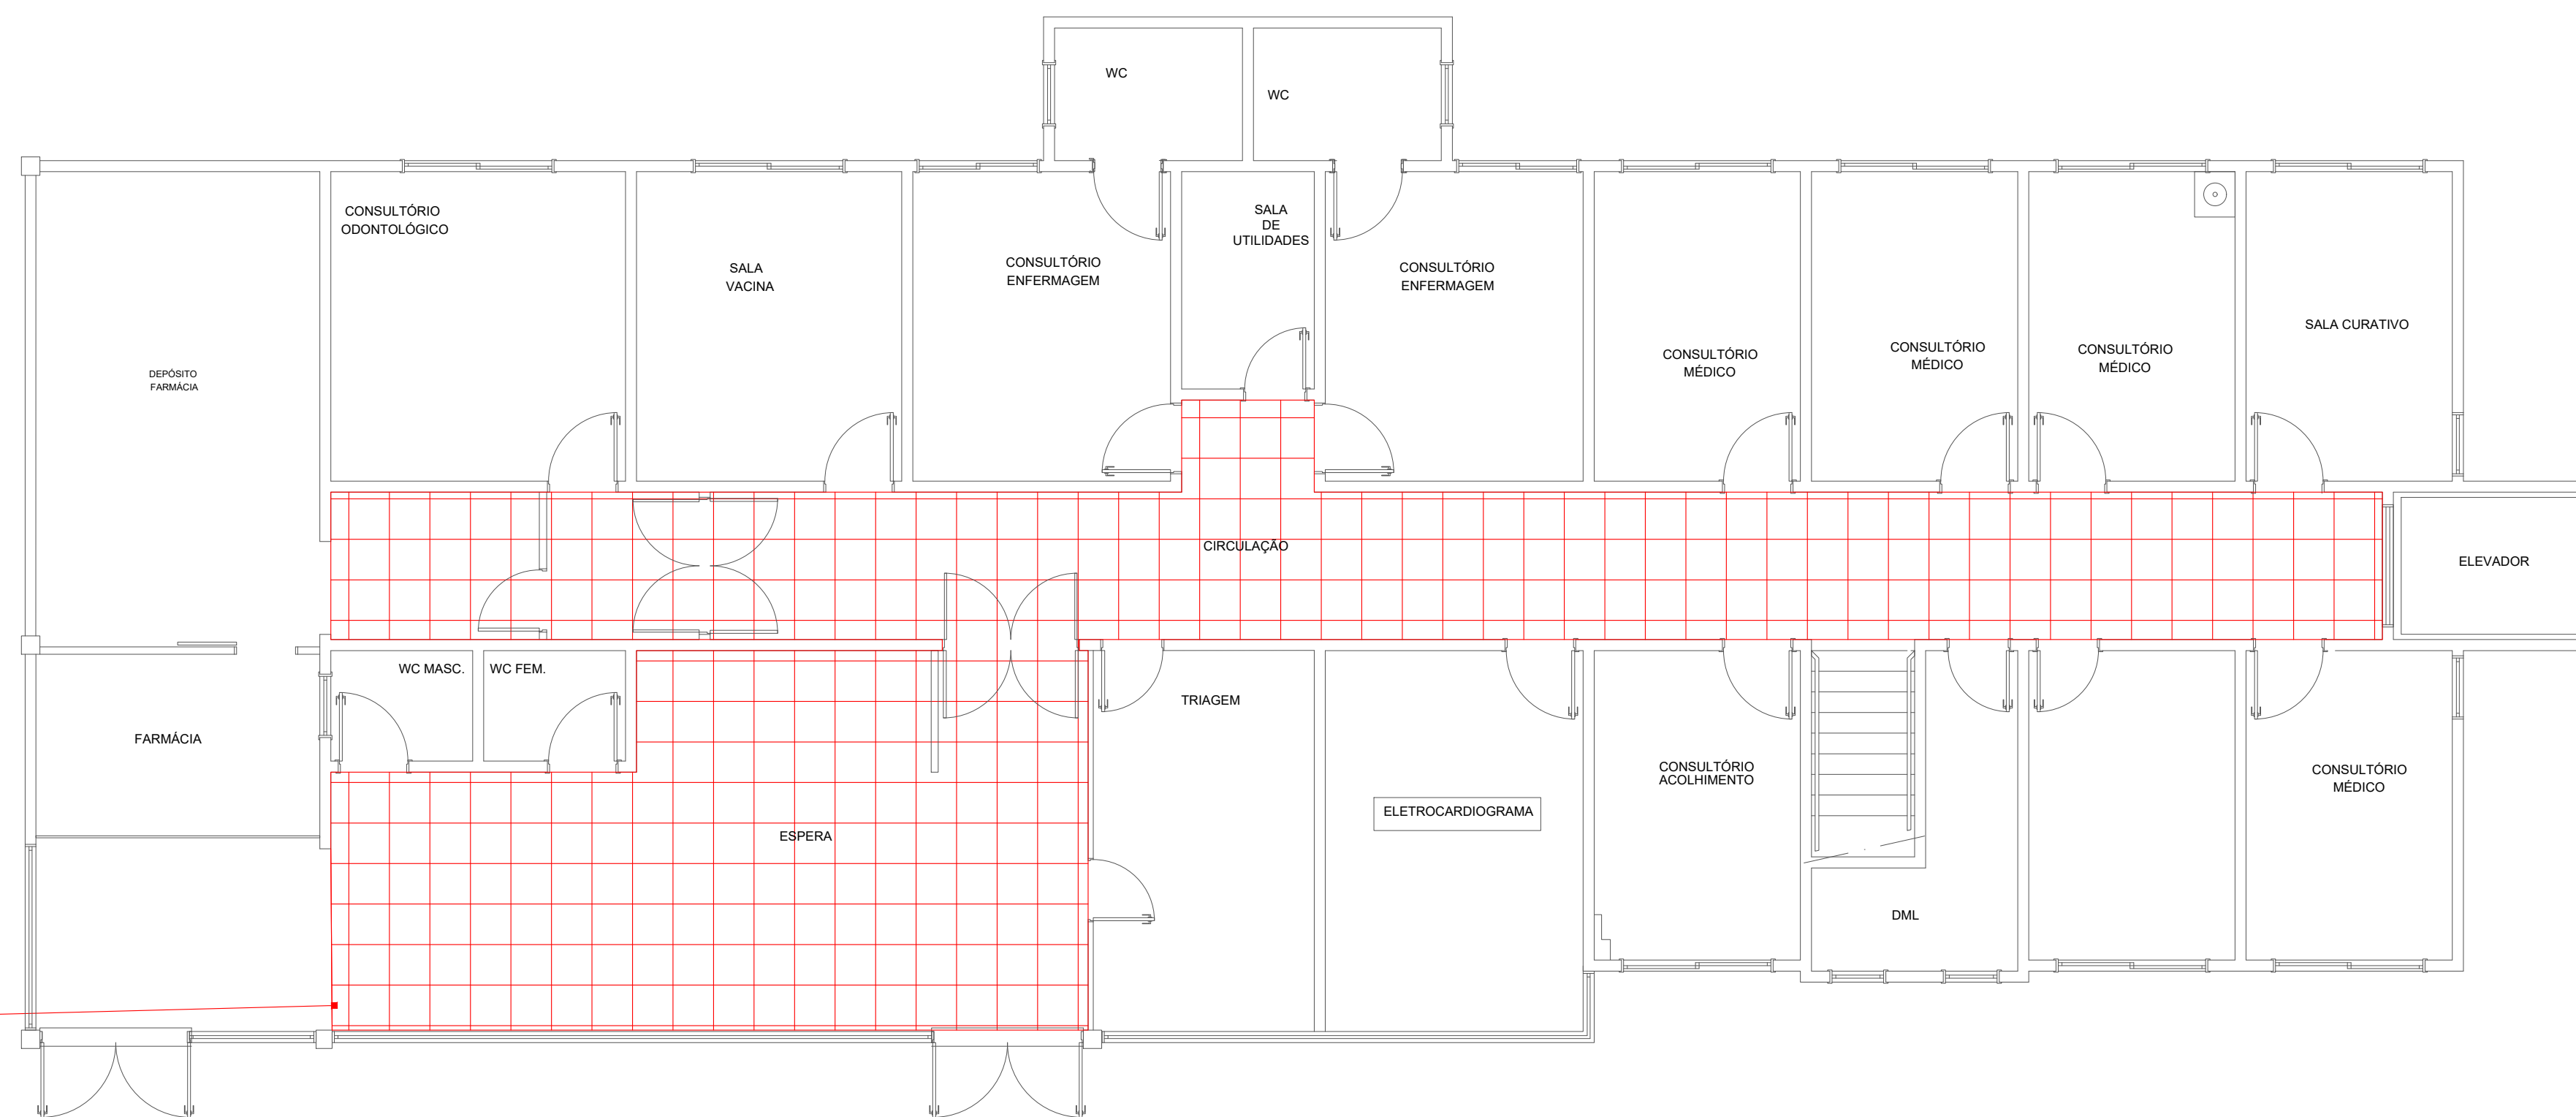 WC
WC
CONSULTÓRIO
ODONTOLÓGICO
SALA
VACINA
CONSULTÓRIO
ENFERMAGEM
SALA
DE
UTILIDADES
CONSULTÓRIO
ENFERMAGEM
CONSULTÓRIO
MÉDICO
CONSULTÓRIO
MÉDICO
CONSULTÓRIO
MÉDICO
SALA CURATIVO
DEPÓSITO
FARMÁCIA
CIRCULAÇÃO
ELEVADOR
WC MASC.
WC FEM.
TRIAGEM
FARMÁCIA
ESPERA
ELETROCARDIOGRAMA
CONSULTÓRIO
ACOLHIMENTO
CONSULTÓRIO
MÉDICO
DML